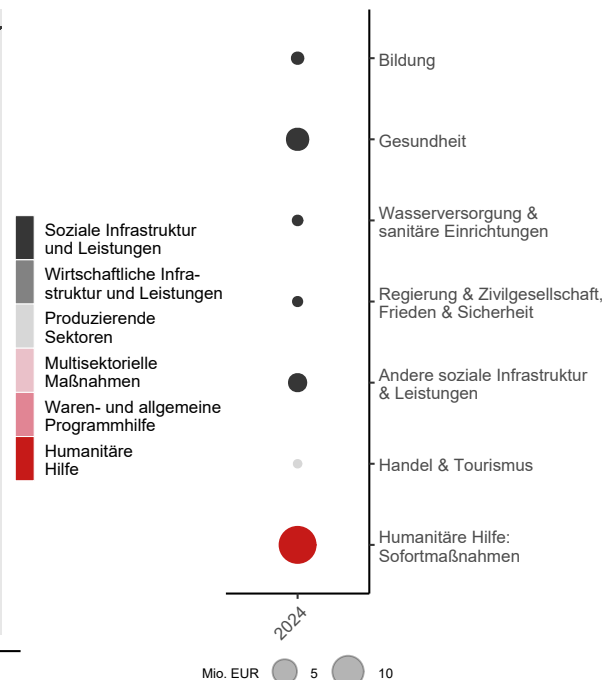 Soziale Infrastruktur
und Leistungen
Wirtschaftliche Infra-
struktur und Leistungen
Produzierende
Sektoren
Multisektorielle
Maßnahmen
Waren- und allgemeine
Programmhilfe
Humanitäre
Hilfe
Bildung
Gesundheit
Wasserversorgung &
sanitäre Einrichtungen
Regierung & Zivilgesellschaft,
Frieden & Sicherheit
Andere soziale Infrastruktur
& Leistungen
Handel & Tourismus
Humanitäre Hilfe:
Sofortmaßnahmen
2024
Mio. EUR 5 10